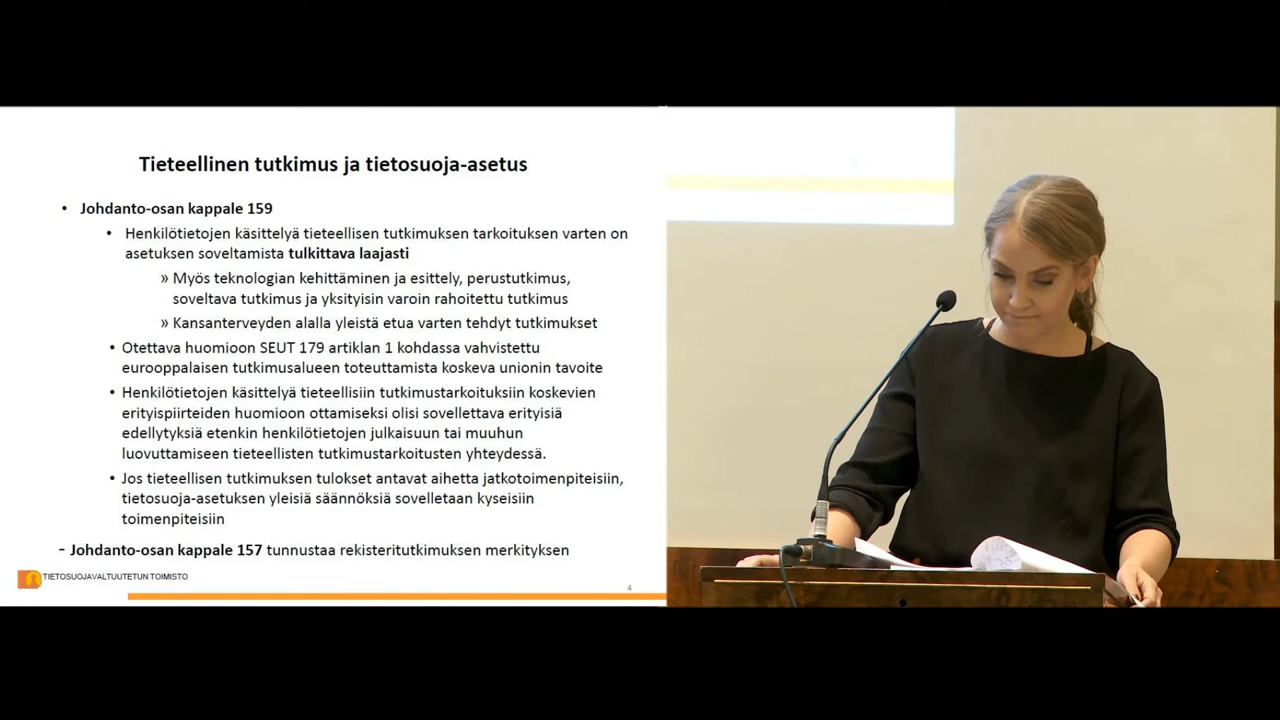 Tieteellinen tutkimus ja tietosuoja-asetus
• Johdanto-osan kappale 159
• Henkilötietojen käsittelyä tieteellisen tutkimuksen tarkoituksen varten on
asetuksen soveltamista tulkittava laajasti
» Myös teknologian kehittäminen ja esittely, perustutkimus,
soveltava tutkimus ja yksityisin varoin rahoitettu tutkimus
» Kansanterveyden alalla yleistä etua varten tehdyt tutkimukset
• Otettava huomioon SEUT 179 artiklan 1 kohdassa vahvistettu
eurooppalaisen tutkimusalueen toteuttamista koskeva unionin tavoite
• Henkilötietojen käsittelyä tieteellisiin tutkimustarkoituksiin koskevien
erityispiirteiden huomioon ottamiseksi olisi sovellettava erityisiä
edellytyksiä etenkin henkilötietojen julkaisuun tai muuhun
luovuttamiseen tieteellisten tutkimustarkoitusten yhteydessä.
• Jos tieteellisen tutkimuksen tulokset antavat aihetta jatkotoimenpiteisiin,
tietosuoja-asetuksen yleisiä säännöksiä sovelletaan kyseisiin
toimenpiteisiin
- Johdanto-osan kappale 157 tunnustaa rekisteritutkimuksen merkityksen
TIETOSUOJAVALTUUTETUN TOIMISTO
4